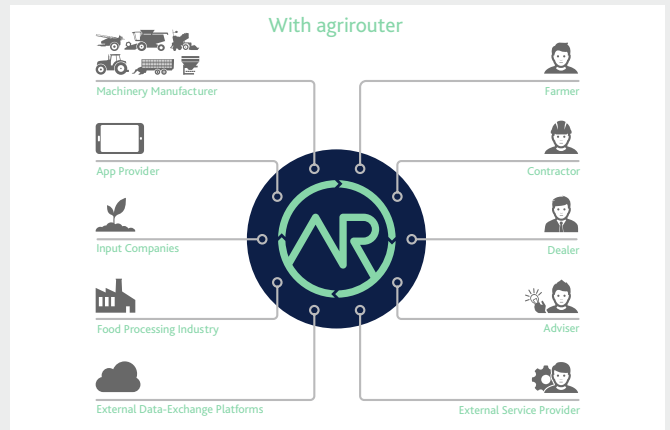 With agrirouter
Machinery Manufacturer
Farmer
App Provider
Contractor
AR
Input Companies
Dealer
Food Processing Industry
Adviser
External Data-Exchange Platforms
External Service Provider